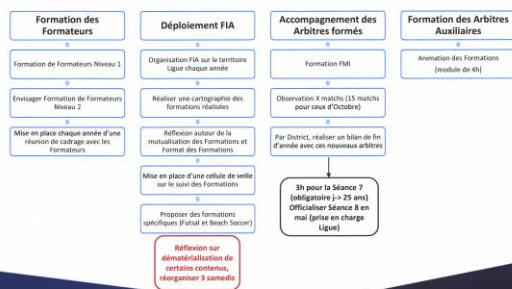 Formation des
Formateurs
Formation de Formateurs Niveau 1
Envisager Formation de Formateurs
Niveau 2
Mise en place chaque année d'une
réunion de cadrage avec les
Formateurs
Déploiement FIA
Organisation FIA sur le territoire
Ligue chaque année
Réaliser une cartographie des
formations réalisées
Réflexion autour de la
mutualisation des Formations et
Format des Formations
Mise en place d'une cellule de veille
sur le suivi des Formations
Proposer des formations
spécifiques (Futsal et Beach Soccer)
Réflexion sur
dématérialisation de
certains contenus,
réorganiser 3 samedis
Accompagnement des
Arbitres formés
Formation FMI
Observation X matchs (15 matchs
pour ceux d'Octobre)
Par District, réaliser un bilan de fin
d'année avec ces nouveaux arbitres
3h pour la Séance 7
(obligatoire j-> 25 ans)
Officialiser Séance 8 en
mai (prise en charge
Ligue)
Formation des Arbitres
Auxiliaires
Animation des Formations
(module de 4h)